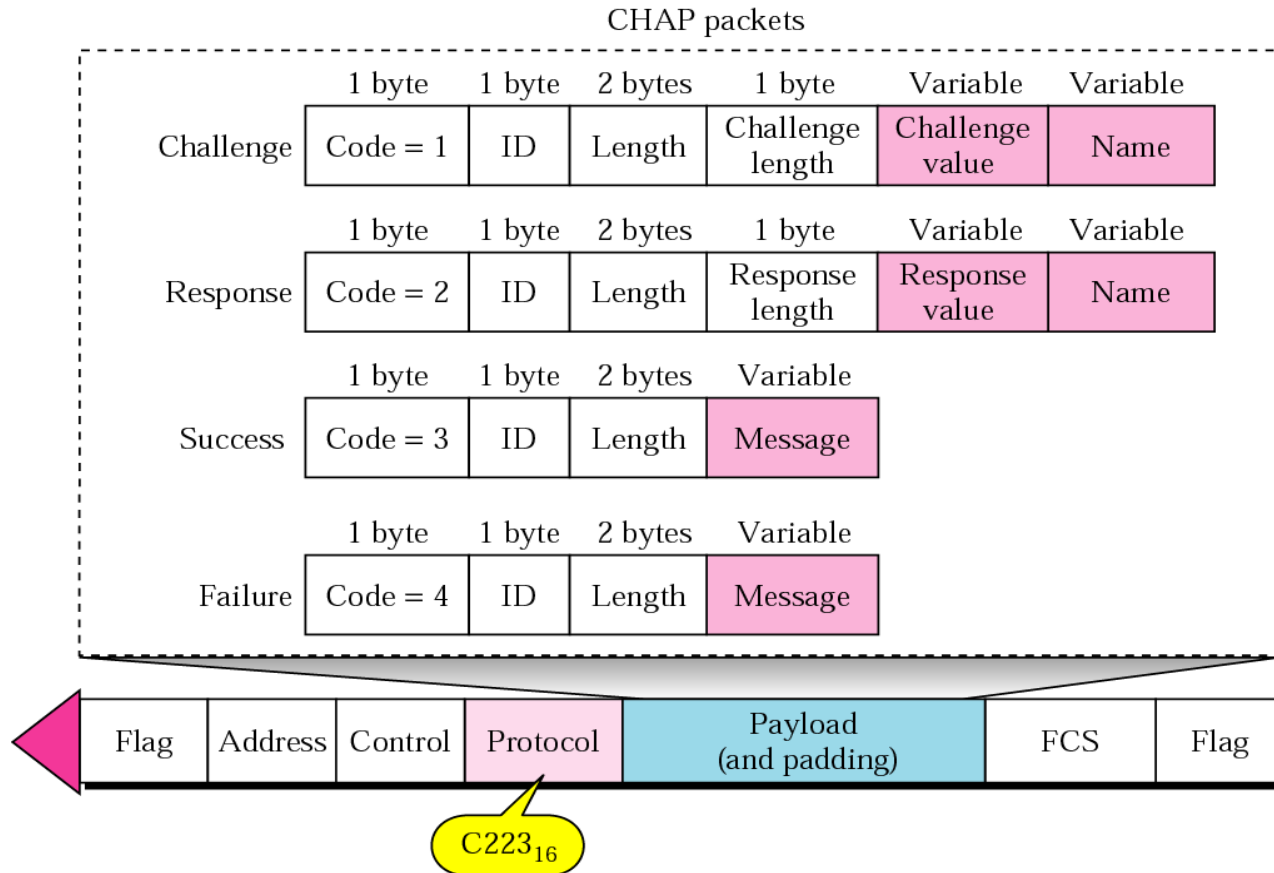 CHAP packets
1 byte 1 byte 2 bytes 1 byte Variable Variable
Challenge Code = 1 ID Length Challenge length Challenge value Name
1 byte 1 byte 2 bytes 1 byte Variable Variable
Response Code = 2 ID Length Response length Response value Name
1 byte 1 byte 2 bytes Variable
Success Code = 3 ID Length Message
1 byte 1 byte 2 bytes Variable
Failure Code = 4 ID Length Message
Flag Address Control Protocol Payload (and padding) FCS Flag
C223₁₆